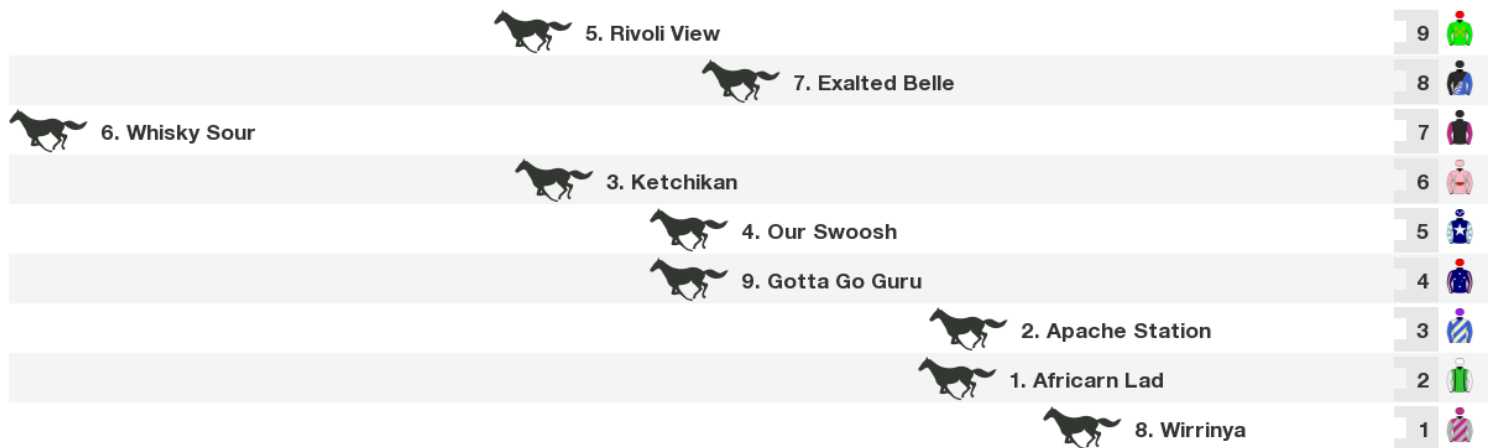 5. Rivoli View 9
7. Exalted Belle 8
6. Whisky Sour 7
3. Ketchikan 6
4. Our Swoosh 5
9. Gotta Go Guru 4
2. Apache Station 3
1. Africarn Lad 2
8. Wirrinya 1